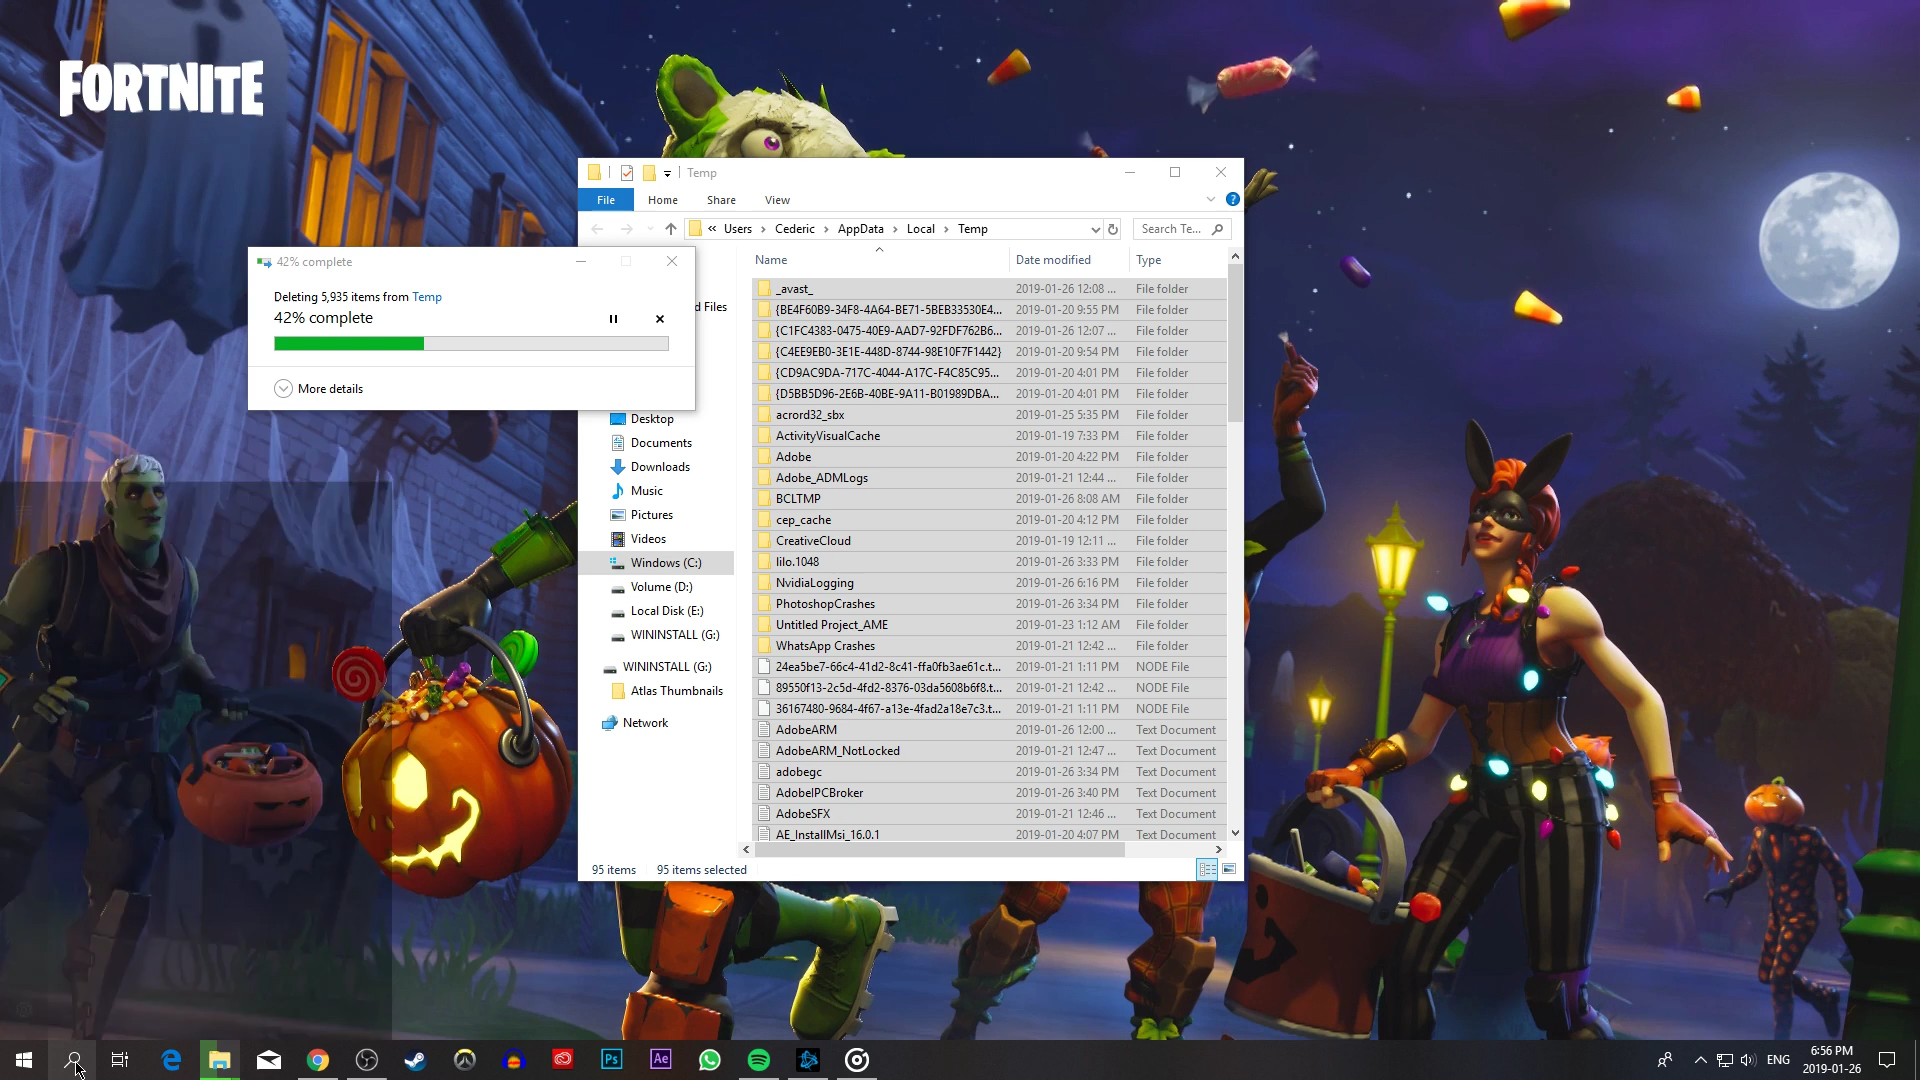 FORTNITE
Temp
File
Home
Share
View
« Users › Cederic › AppData › Local › Temp
Search Te...
42% complete
Deleting 5,935 items from Temp
42% complete
More details
d Files
Desktop
Documents
Downloads
Music
Pictures
Videos
Windows (C:)
Volume (D:)
Local Disk (E:)
WININSTALL (G:)
WININSTALL (G:)
Atlas Thumbnails
Network
Name Date modified Type
_avast_ 2019-01-26 12:08 ... File folder
{BE4F60B9-34F8-4A64-BE71-5BEB33530E4... 2019-01-20 9:55 PM File folder
{C1FC4383-0475-40E9-AAD7-92FDF762B6... 2019-01-26 12:07 ... File folder
{C4EE9EB0-3E1E-448D-8744-98E10F7F1442} 2019-01-20 9:54 PM File folder
{CD9AC9DA-717C-4044-A17C-F4C85C95... 2019-01-20 4:01 PM File folder
{D5BB5D96-2E6B-40BE-9A11-B01989DBA... 2019-01-20 4:01 PM File folder
acrord32_sbx 2019-01-25 5:35 PM File folder
ActivityVisualCache 2019-01-19 7:33 PM File folder
Adobe 2019-01-20 4:22 PM File folder
Adobe_ADMLogs 2019-01-21 12:44 ... File folder
BCLTMP 2019-01-26 8:08 AM File folder
cep_cache 2019-01-20 4:12 PM File folder
CreativeCloud 2019-01-19 12:11 ... File folder
lilo.1048 2019-01-26 3:33 PM File folder
NvidiaLogging 2019-01-26 6:16 PM File folder
PhotoshopCrashes 2019-01-26 3:34 PM File folder
Untitled Project_AME 2019-01-23 1:12 AM File folder
WhatsApp Crashes 2019-01-21 12:42 ... File folder
24ea5be7-66c4-41d2-8c41-ffa0fb3ae61c.t... 2019-01-21 1:11 PM NODE File
89550f13-2c5d-4fd2-8376-03da5608b6f8.t... 2019-01-21 12:42 ... NODE File
36167480-9684-4f67-a13e-4fad2a18e7c3.t... 2019-01-21 1:11 PM NODE File
AdobeARM 2019-01-26 12:00 ... Text Document
AdobeARM_NotLocked 2019-01-21 12:47 ... Text Document
adobegc 2019-01-26 3:34 PM Text Document
AdobeIPCBroker 2019-01-26 3:40 PM Text Document
AdobeSFX 2019-01-21 12:46 ... Text Document
AE_InstallMsi_16.0.1 2019-01-20 4:07 PM Text Document
95 items 95 items selected
Ps
Ae
ENG
6:56 PM
2019-01-26